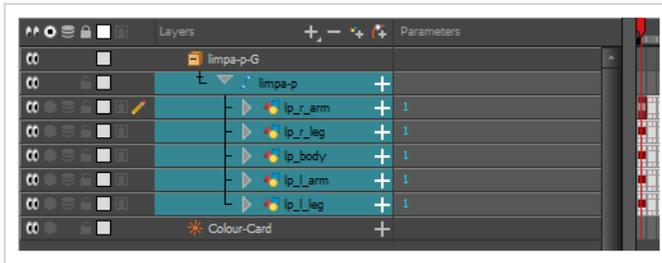 Layers Parameters
limpa-p-G
limpa-p
lp_r_arm 1
lp_r_leg 1
lp_body 1
lp_l_arm 1
lp_l_leg 1
Colour-Card